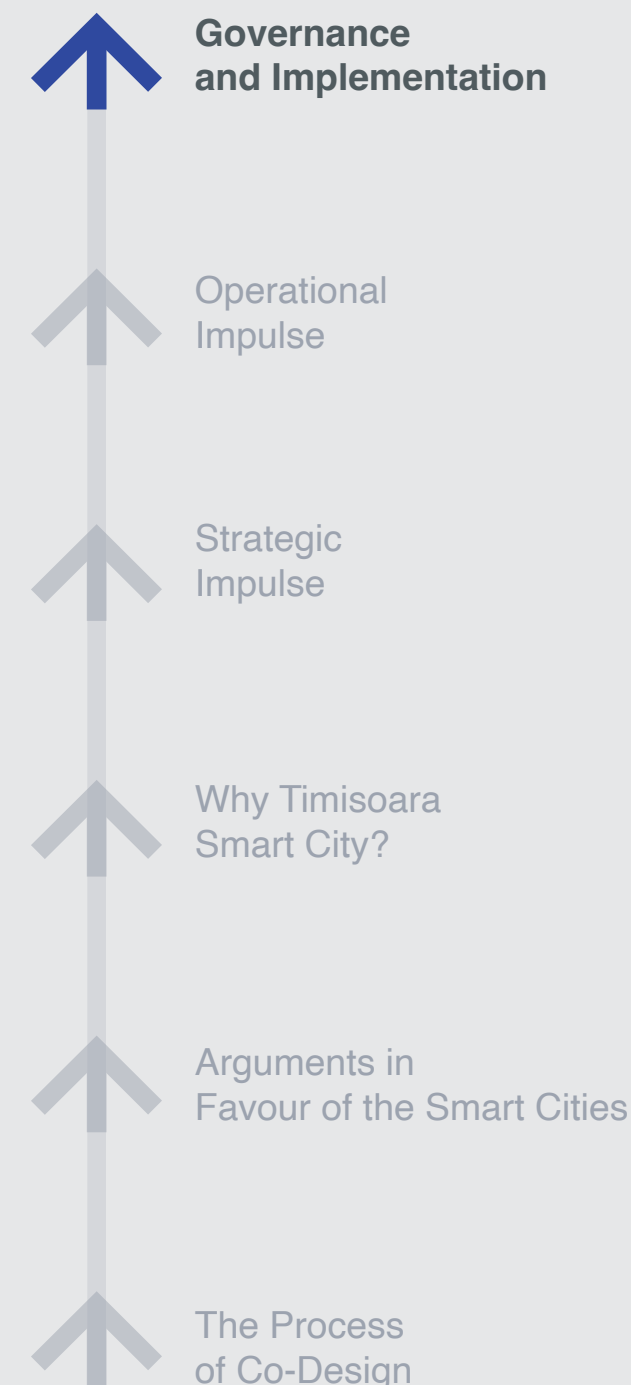 Governance
and Implementation
Operational
Impulse
Strategic
Impulse
Why Timisoara
Smart City?
Arguments in
Favour of the Smart Cities
The Process
of Co-Design